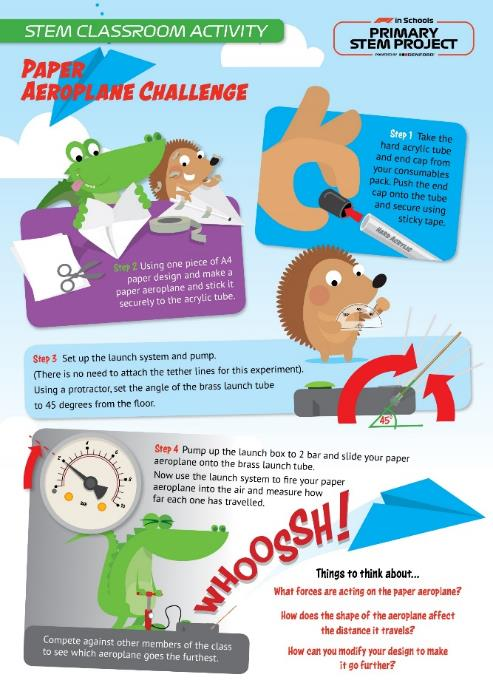 STEM CLASSROOM ACTIVITY
in Schools
PRIMARY
STEM PROJECT
PAPER
AEROPLANE CHALLENGE
Step 1 Take the
hard acrylic tube
and end cap from
your consumables
pack. Push the end
cap onto the tube
and secure using
sticky tape.
Hard Acrylic
Step 2 Using one piece of A4
paper design and make a
paper aeroplane and stick it
securely to the acrylic tube.
Step 3 Set up the launch system and pump.
(There is no need to attach the tether lines for this experiment).
Using a protractor, set the angle of the brass launch tube
to 45 degrees from the floor.
45°
Step 4 Pump up the launch box to 2 bar and slide your paper
aeroplane onto the brass launch tube.
Now use the launch system to fire your paper
aeroplane into the air and measure how
far each one has travelled.
WHOOSSH!
Compete against other members of the class
to see which aeroplane goes the furthest.
Things to think about...
What forces are acting on the paper aeroplane?
How does the shape of the aeroplane affect
the distance it travels?
How can you modify your design to make
it go further?